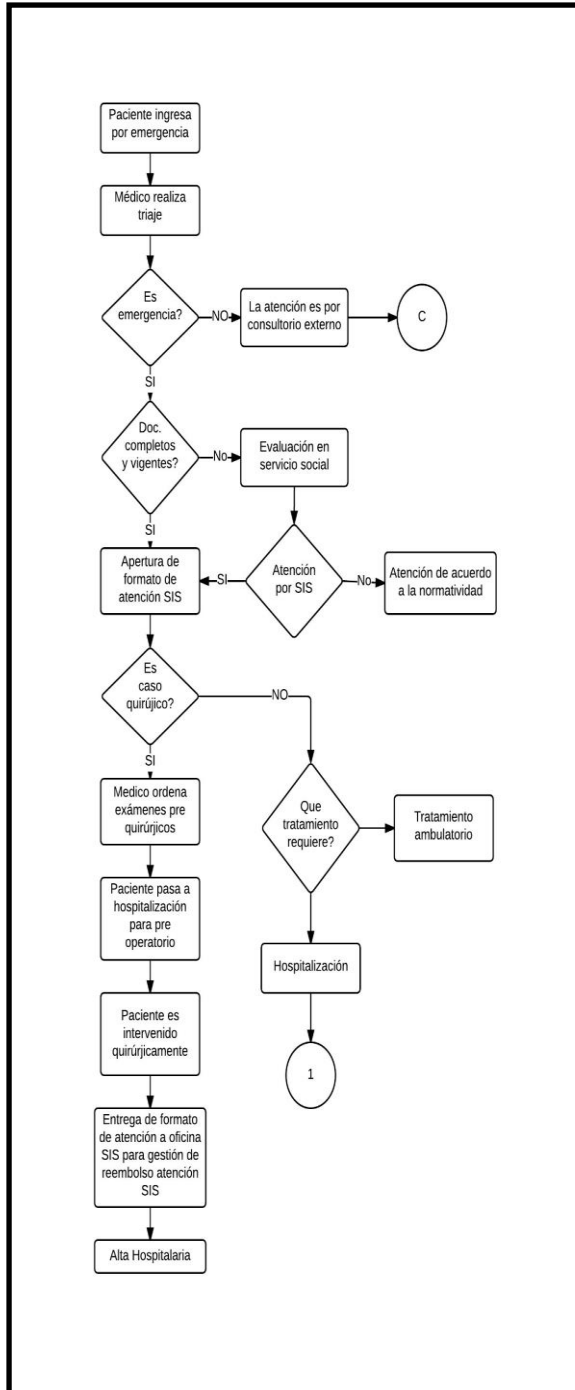 Paciente ingresa
por emergencia
Médico realiza
triaje
Es
emergencia?
NO
La atención es por
consultorio externo
C
SI
Doc.
completos
y vigentes?
No
Evaluación en
servicio social
SI
Apertura de
formato de
atención SIS
SI
Atención
por SIS
No
Atención de acuerdo
a la normatividad
Es
caso
quirújico?
NO
SI
Medico ordena
exámenes pre
quirúrjicos
Que
tratamiento
requiere?
Tratamiento
ambulatorio
Paciente pasa a
hospitalización
para pre
operatorio
Hospitalización
Paciente es
intervenido
quirúrjicamente
1
Entrega de formato
de atención a oficina
SIS para gestión de
reembolso atención
SIS
Alta Hospitalaria